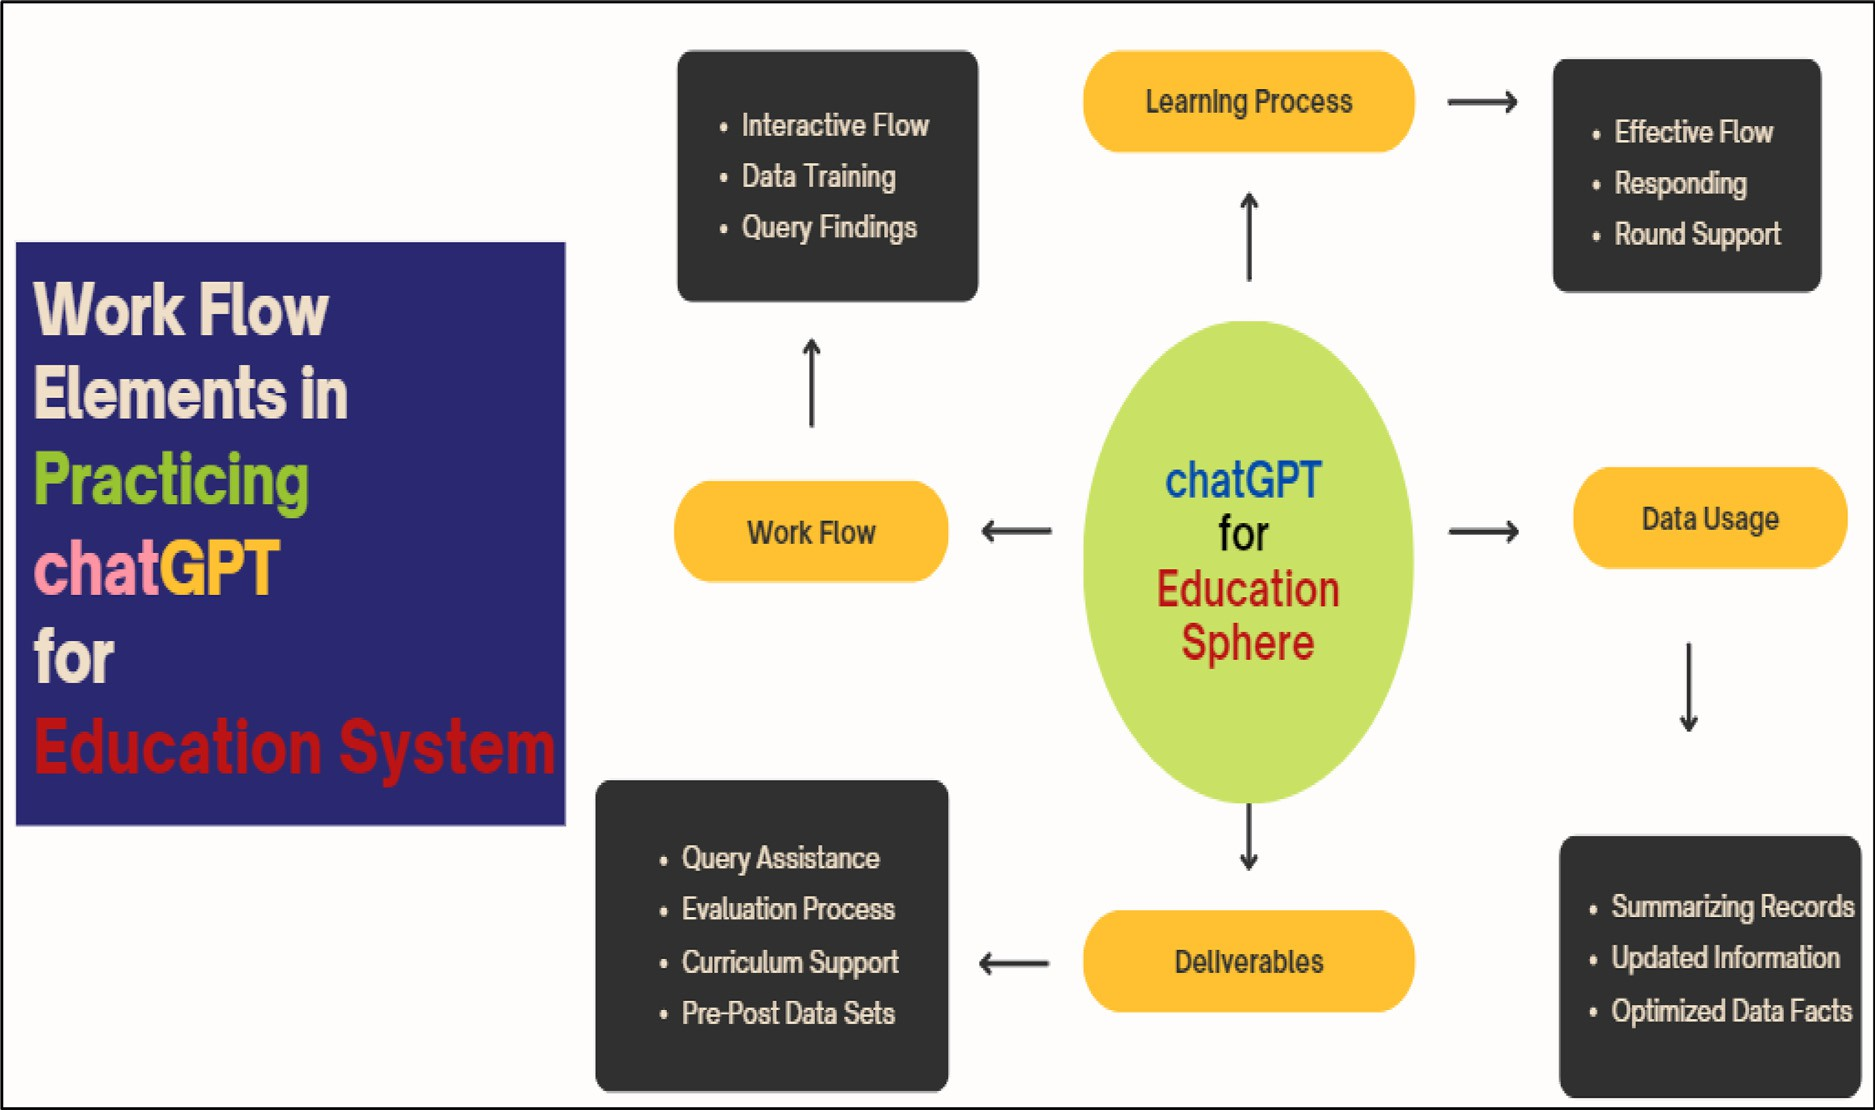 Work Flow
Elements in
Practicing
chatGPT
for
Education System
• Interactive Flow
• Data Training
• Query Findings
Learning Process
• Effective Flow
• Responding
• Round Support
Work Flow
chatGPT
for
Education
Sphere
Data Usage
• Query Assistance
• Evaluation Process
• Curriculum Support
• Pre-Post Data Sets
Deliverables
• Summarizing Records
• Updated Information
• Optimized Data Facts